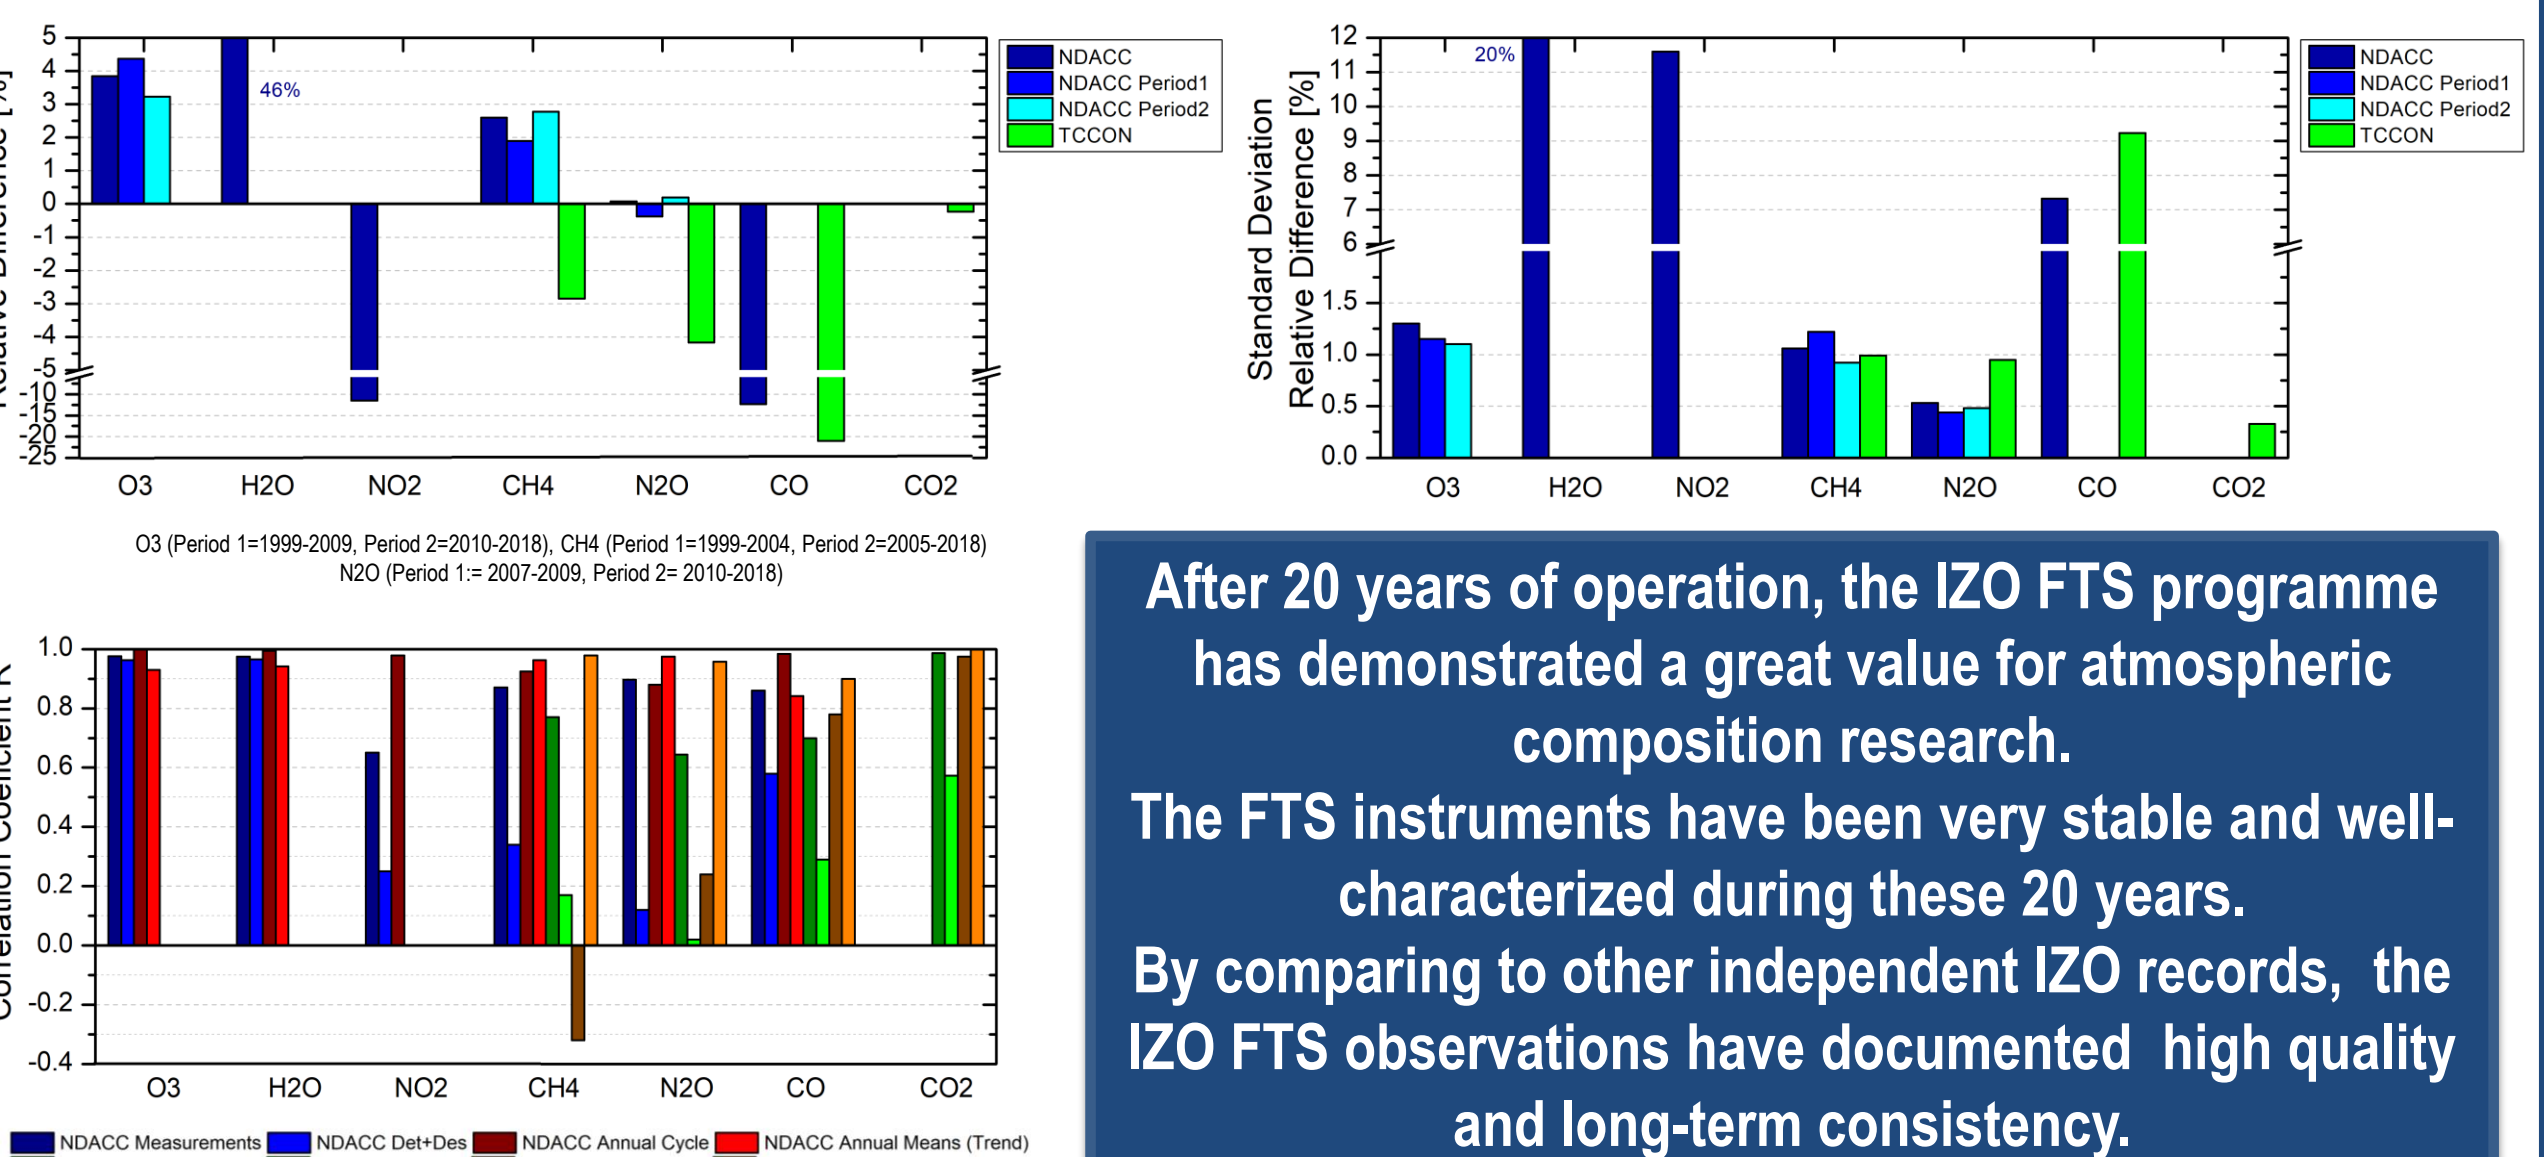 5
4
3
2
1
0
-1
-2
-3
-4
-5
-10
-15
-20
-25
46%
NDACC
NDACC Period1
NDACC Period2
TCCON
O3 H2O NO2 CH4 N2O CO CO2
Standard Deviation
Relative Difference [%]
12
11
10
9
8
7
6
1.5
1.0
0.5
0.0
20%
NDACC
NDACC Period1
NDACC Period2
TCCON
O3 H2O NO2 CH4 N2O CO CO2
O3 (Period 1=1999-2009, Period 2=2010-2018), CH4 (Period 1=1999-2004, Period 2=2005-2018)
N2O (Period 1:= 2007-2009, Period 2= 2010-2018)
1.0
0.8
0.6
0.4
0.2
0.0
-0.2
-0.4
O3 H2O NO2 CH4 N2O CO CO2
NDACC Measurements NDACC Det+Des NDACC Annual Cycle NDACC Annual Means (Trend)
After 20 years of operation, the IZO FTS programme
has demonstrated a great value for atmospheric
composition research.
The FTS instruments have been very stable and well-
characterized during these 20 years.
By comparing to other independent IZO records, the
IZO FTS observations have documented high quality
and long-term consistency.